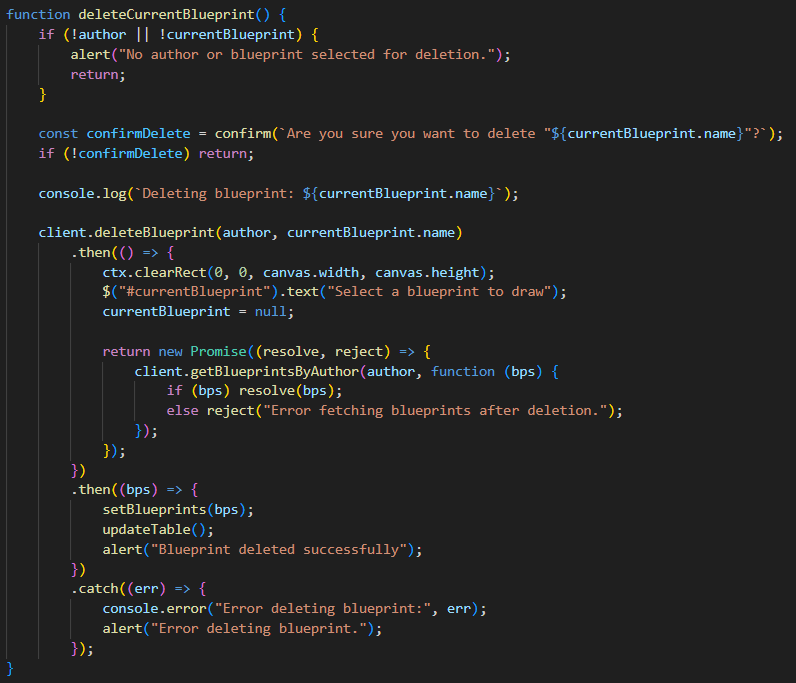 function deleteCurrentBlueprint() {
    if (!author || !currentBlueprint) {
        alert("No author or blueprint selected for deletion.");
        return;
    }

    const confirmDelete = confirm(`Are you sure you want to delete "${currentBlueprint.name}"?`);
    if (!confirmDelete) return;

    console.log(`Deleting blueprint: ${currentBlueprint.name}`);

    client.deleteBlueprint(author, currentBlueprint.name)
        .then(() => {
            ctx.clearRect(0, 0, canvas.width, canvas.height);
            $("#currentBlueprint").text("Select a blueprint to draw");
            currentBlueprint = null;

            return new Promise((resolve, reject) => {
                client.getBlueprintsByAuthor(author, function (bps) {
                    if (bps) resolve(bps);
                    else reject("Error fetching blueprints after deletion.");
                });
            });
        })
        .then((bps) => {
            setBlueprints(bps);
            updateTable();
            alert("Blueprint deleted successfully");
        })
        .catch((err) => {
            console.error("Error deleting blueprint:", err);
            alert("Error deleting blueprint.");
        });
}